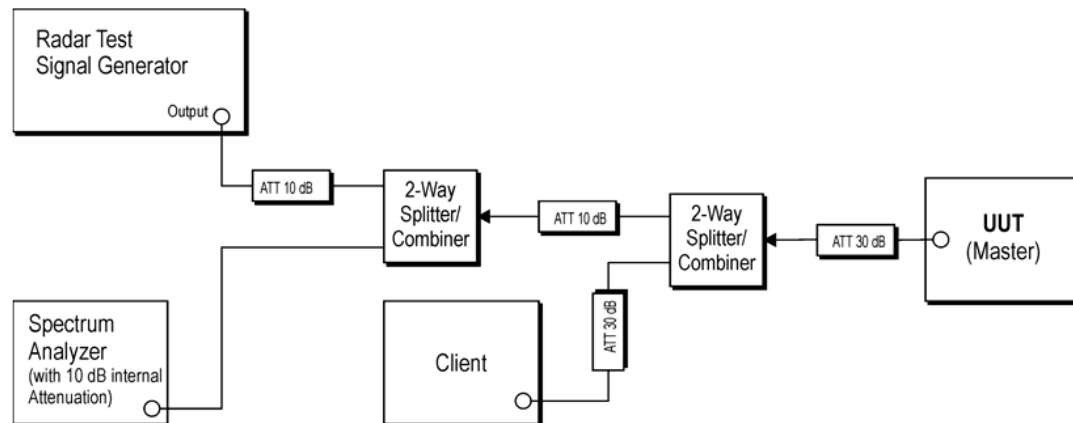 Radar Test
Signal Generator
Output
ATT 10 dB
2-Way
Splitter/
Combiner
ATT 10 dB
2-Way
Splitter/
Combiner
ATT 30 dB
UUT
(Master)
Spectrum
Analyzer
(with 10 dB internal
Attenuation)
Client
ATT 30 dB